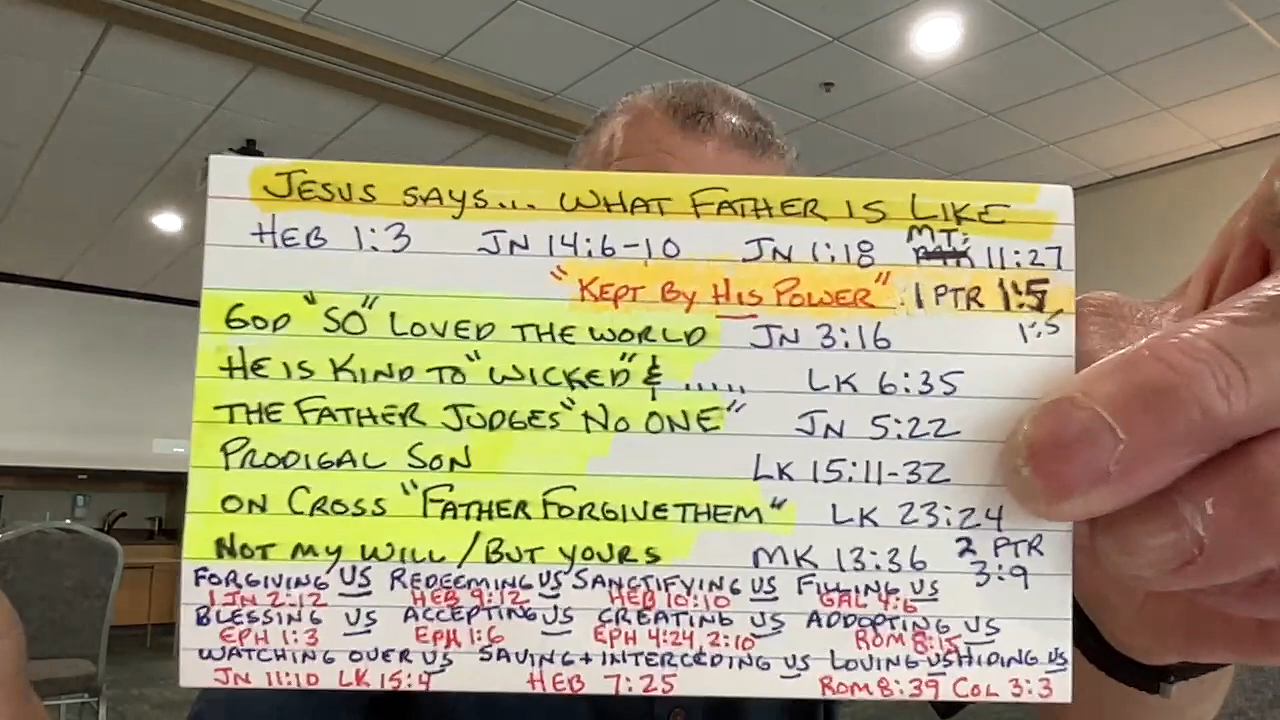 JESUS SAYS... WHAT FATHER IS LIKE
HEB 1:3 JN 14:6-10 JN 1:18 MT: 11:27
"KEPT BY HIS POWER" 1 PTR 1:5
1:5
GOD "SO" LOVED THE WORLD JN 3:16
HE IS KIND TO "WICKED" & ...... LK 6:35
THE FATHER JUDGES "NO ONE" JN 5:22
PRODIGAL SON LK 15:11-32
ON CROSS "FATHER FORGIVE THEM" LK 23:24
NOT MY WILL / BUT YOURS MK 13:36 2 PTR 3:9
FORGIVING US REDEEMING US SANCTIFYING US FILLING US
1 JN 2:12 HEB 9:12 HEB 10:10 GAL 4:6
BLESSING US ACCEPTING US CREATING US ADDOPTING US
EPH 1:3 EPH 1:6 EPH 4:24, 2:10 ROM 8:15
WATCHING OVER US SAVING + INTERCEDING US LOVING US HIDING US
JN 11:10 LK 15:4 HEB 7:25 ROM 8:39 COL 3:3